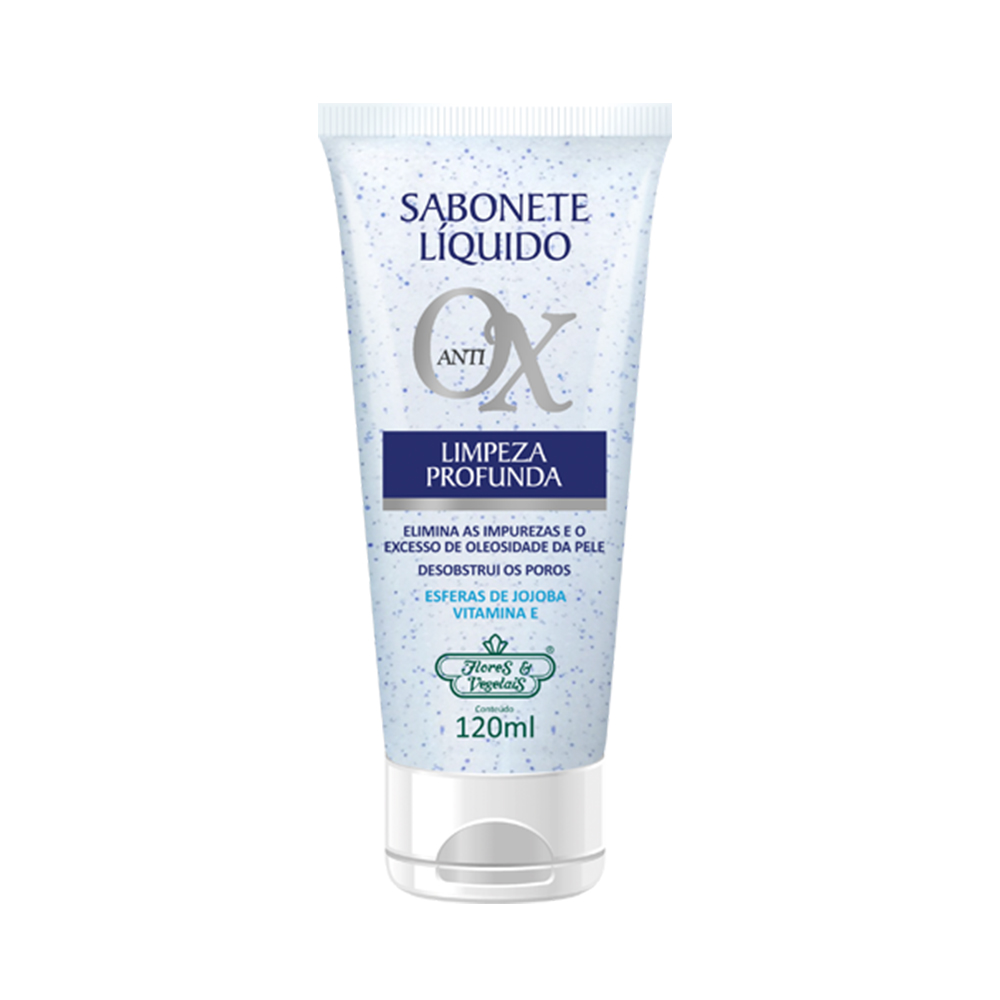 SABONETE
LÍQUIDO
ANTI
OX
LIMPEZA
PROFUNDA
ELIMINA AS IMPUREZAS E O
EXCESSO DE OLEOSIDADE DA PELE
DESOBSTRUI OS POROS
ESFERAS DE JOJOBA
VITAMINA E
Flores &
Vegetais ®
Conteúdo
120ml